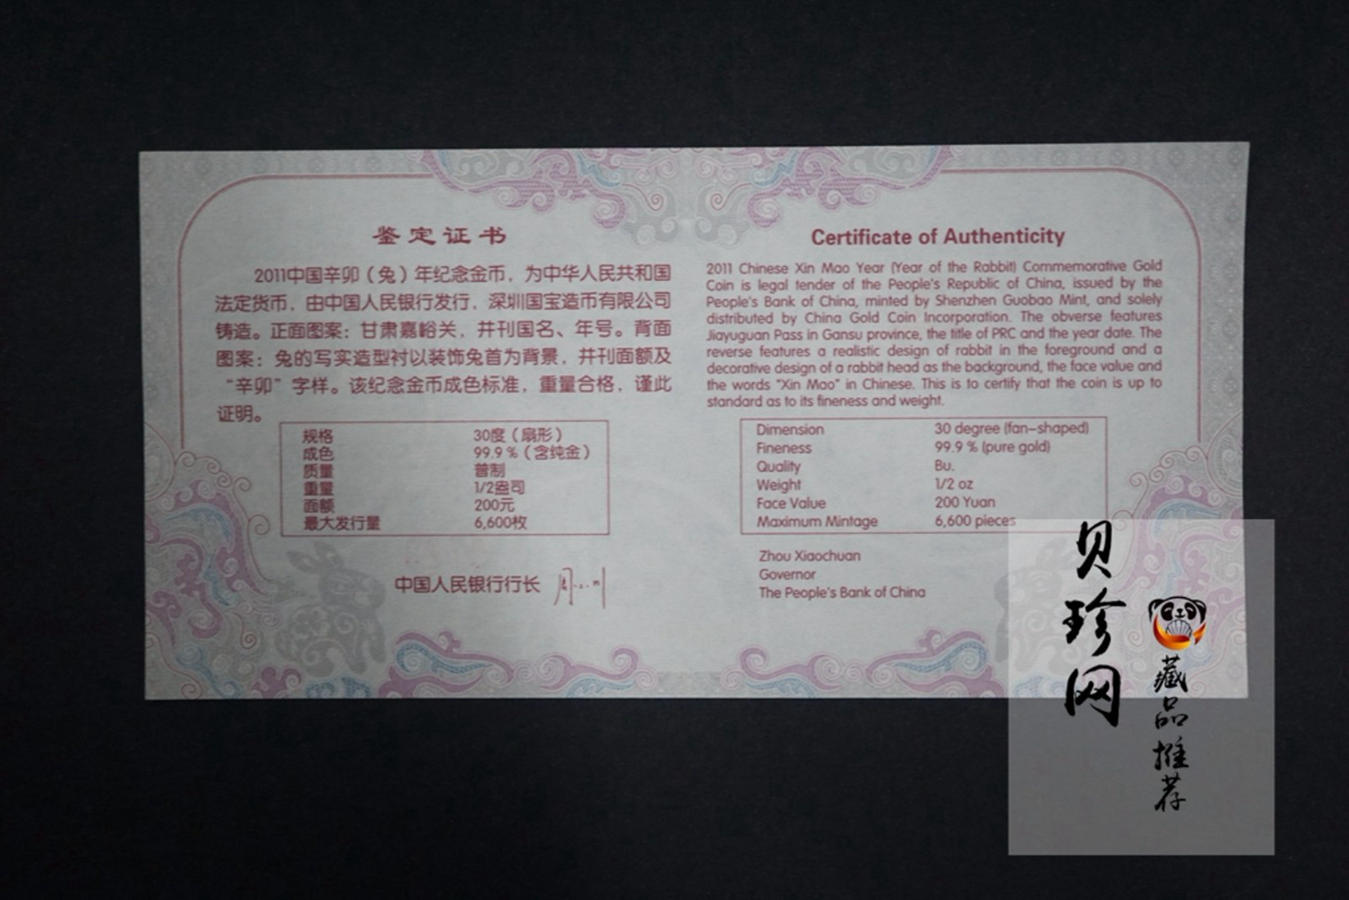 鉴定证书
2011中国辛卯（兔）年纪念金币，为中华人民共和国
法定货币，由中国人民银行发行，深圳国宝造币有限公司
铸造。正面图案：甘肃嘉峪关，并刊国名、年号。背面
图案：兔的写实造型衬以装饰兔首为背景，并刊面额及
“辛卯”字样。该纪念金币成色标准，重量合格，谨此
证明。
规格 30度（扇形）
成色 99.9 %（含纯金）
质量 普制
重量 1/2盎司
面额 200元
最大发行量 6,600枚
中国人民银行行长
Certificate of Authenticity
2011 Chinese Xin Mao Year (Year of the Rabbit) Commemorative Gold
Coin is legal tender of the People's Republic of China, issued by the
People's Bank of China, minted by Shenzhen Guobao Mint, and solely
distributed by China Gold Coin Incorporation. The obverse features
Jiayuguan Pass in Gansu province, the title of PRC and the year date. The
reverse features a realistic design of rabbit in the foreground and a
decorative design of a rabbit head as the background, the face value and
the words "Xin Mao" in Chinese. This is to certify that the coin is up to
standard as to its fineness and weight.
Dimension 30 degree (fan-shaped)
Fineness 99.9 % (pure gold)
Quality Bu.
Weight 1/2 oz
Face Value 200 Yuan
Maximum Mintage 6,600 pieces
Zhou Xiaochuan
Governor
The People's Bank of China
贝珍网
藏品推荐